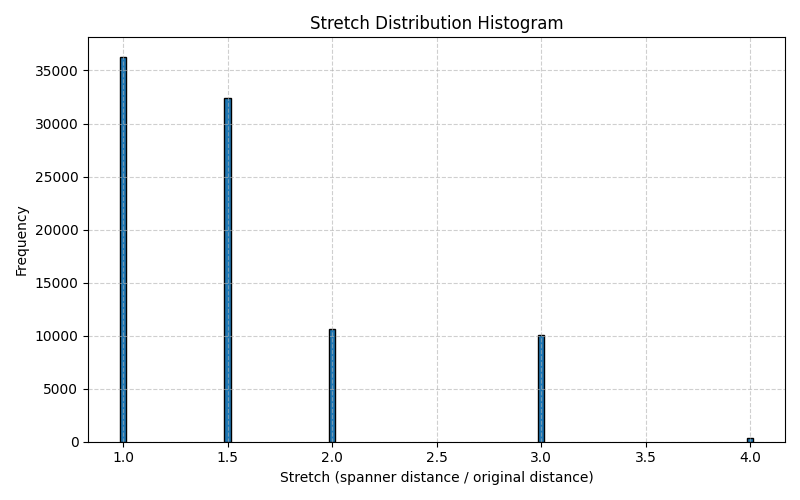 Stretch Distribution Histogram
Frequency
35000
30000
25000
20000
15000
10000
5000
0
1.0 1.5 2.0 2.5 3.0 3.5 4.0
Stretch (spanner distance / original distance)